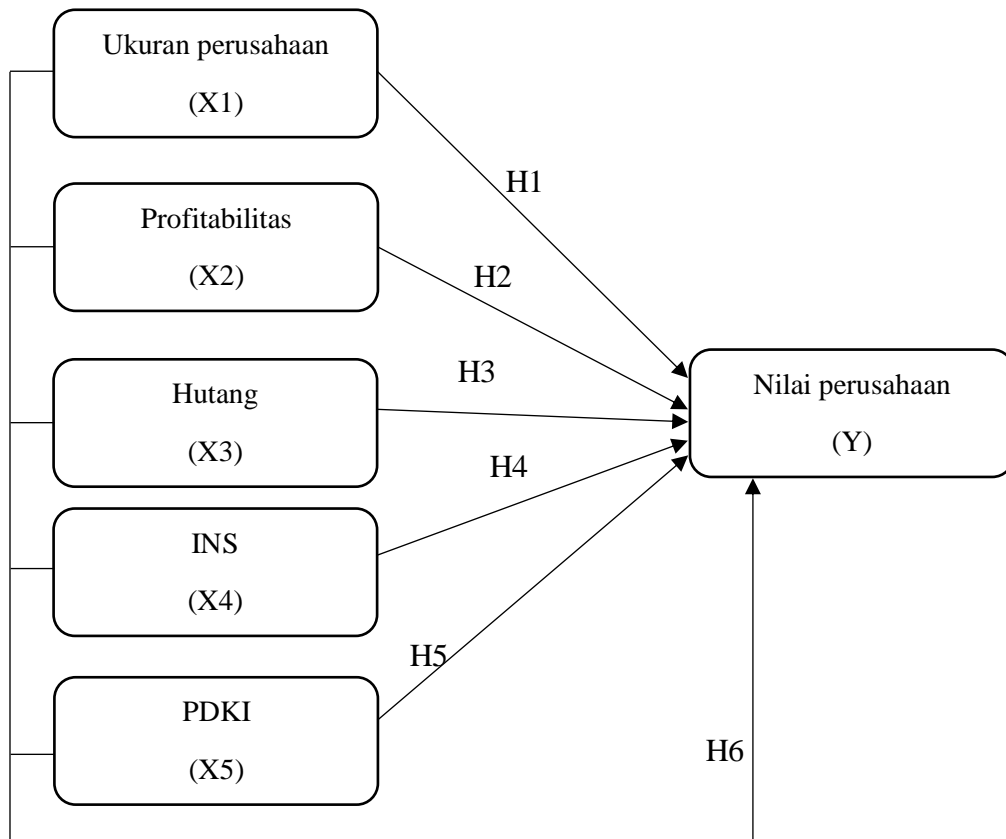 Ukuran perusahaan
(X1)
H1
Profitabilitas
(X2)
H2
Hutang
(X3)
H3
Nilai perusahaan
(Y)
INS
(X4)
H4
PDKI
(X5)
H5
H6